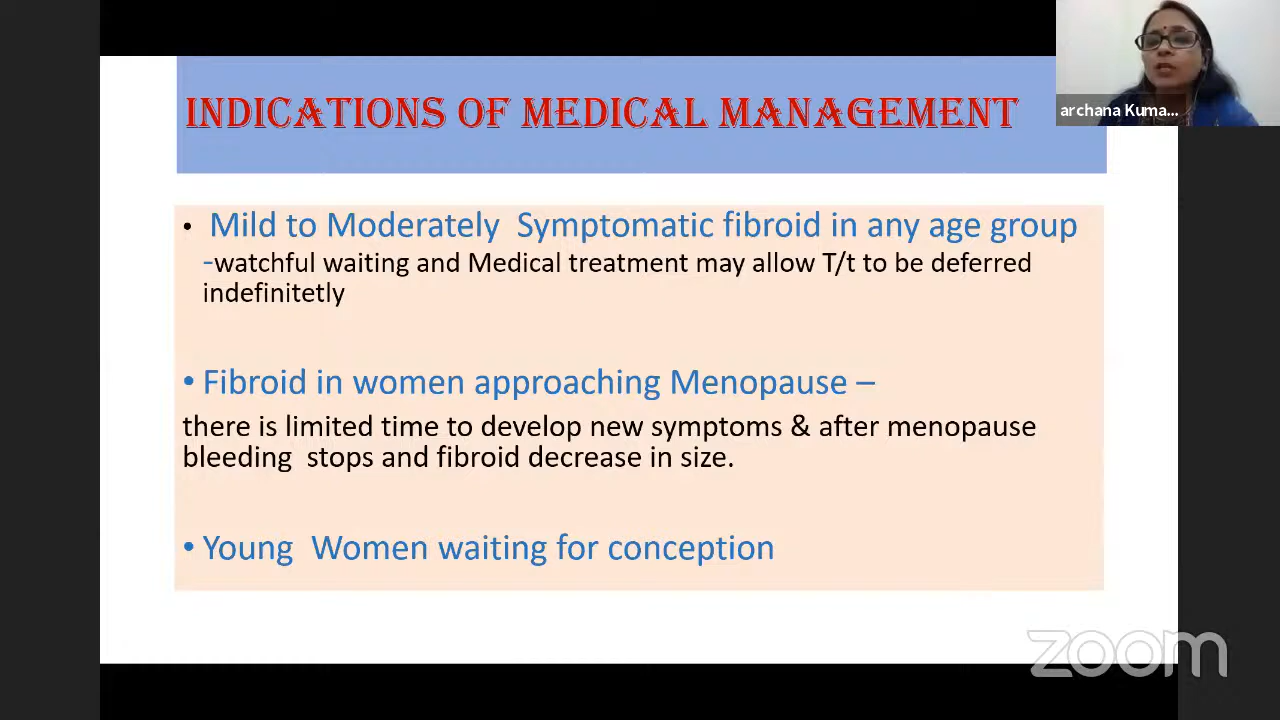 INDICATIONS OF MEDICAL MANAGEMENT
archana Kuma...
• Mild to Moderately Symptomatic fibroid in any age group
-watchful waiting and Medical treatment may allow T/t to be deferred
indefinitetly
• Fibroid in women approaching Menopause –
there is limited time to develop new symptoms & after menopause
bleeding stops and fibroid decrease in size.
• Young Women waiting for conception
zoom